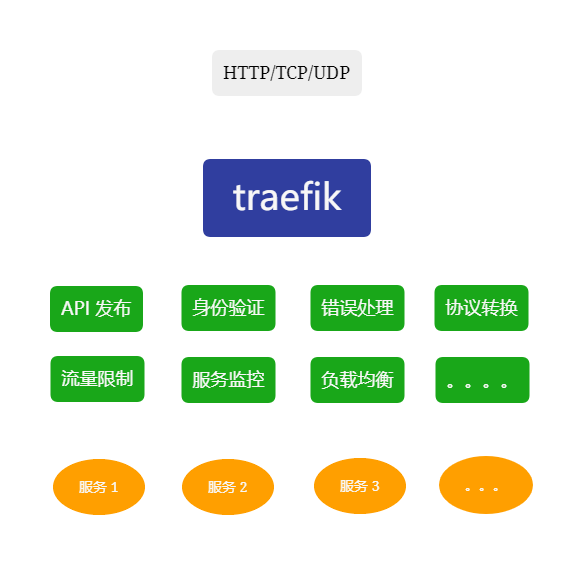 HTTP/TCP/UDP
traefik
API 发布
身份验证
错误处理
协议转换
流量限制
服务监控
负载均衡
。。。。
服务 1
服务 2
服务 3
。。。